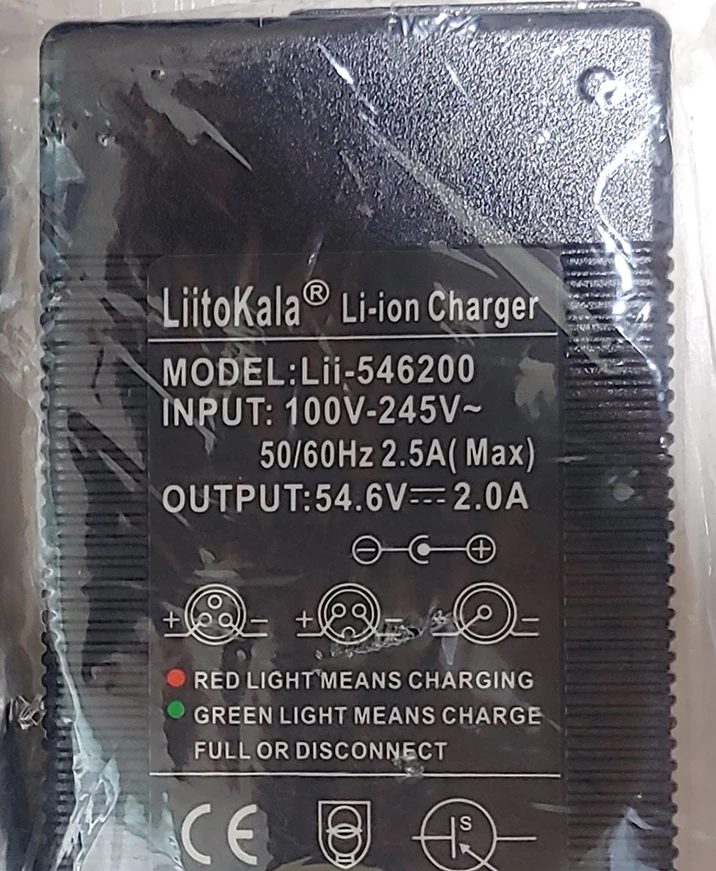 LiitoKala® Li-ion Charger
MODEL:Lii-546200
INPUT: 100V-245V~
50/60Hz 2.5A( Max)
OUTPUT:54.6V⎓2.0A
+ -
+ -
+ -
RED LIGHT MEANS CHARGING
GREEN LIGHT MEANS CHARGE
FULL OR DISCONNECT
CE
S